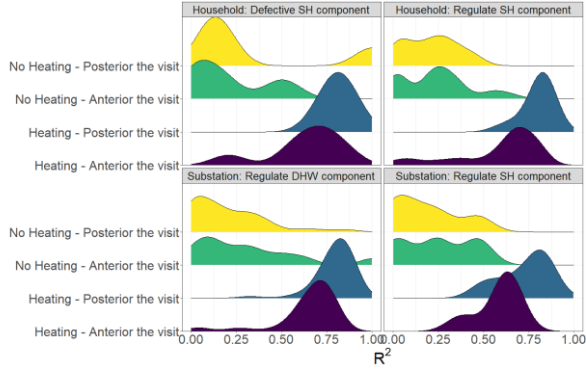 Household: Defective SH component
Household: Regulate SH component
No Heating - Posterior the visit
No Heating - Anterior the visit
Heating - Posterior the visit
Heating - Anterior the visit
Substation: Regulate DHW component
Substation: Regulate SH component
No Heating - Posterior the visit
No Heating - Anterior the visit
Heating - Posterior the visit
Heating - Anterior the visit
0.00 0.25 0.50 0.75 1.00 0.00 0.25 0.50 0.75 1.00
R²